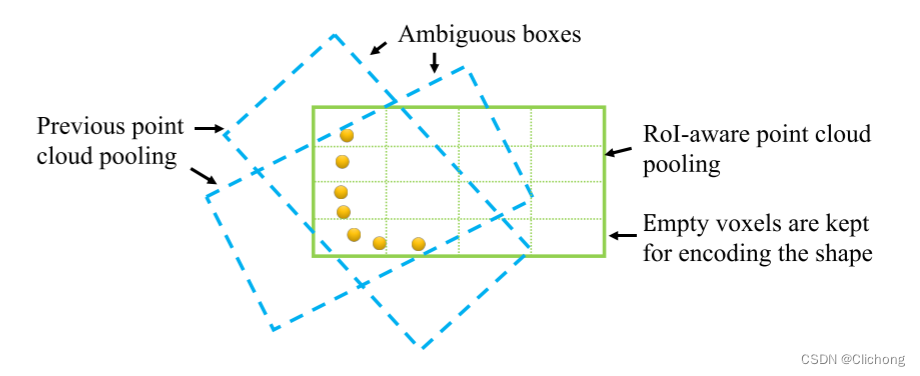 Ambiguous boxes
Previous point
cloud pooling
RoI-aware point cloud
pooling
Empty voxels are kept
for encoding the shape
CSDN @Clichong